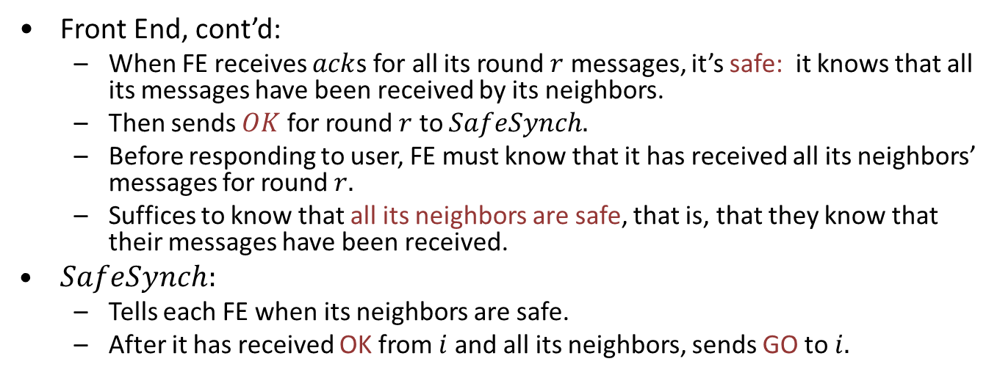 • Front End, cont’d:
– When FE receives acks for all its round r messages, it’s safe: it knows that all
its messages have been received by its neighbors.
– Then sends OK for round r to SafeSynch.
– Before responding to user, FE must know that it has received all its neighbors’
messages for round r.
– Suffices to know that all its neighbors are safe, that is, that they know that
their messages have been received.
• SafeSynch:
– Tells each FE when its neighbors are safe.
– After it has received OK from i and all its neighbors, sends GO to i.